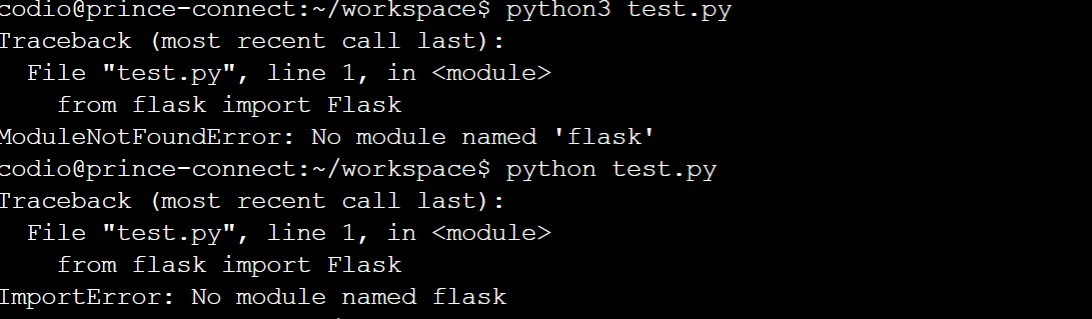 codio@prince-connect:~/workspace$ python3 test.py
Traceback (most recent call last):
  File "test.py", line 1, in <module>
    from flask import Flask
ModuleNotFoundError: No module named 'flask'
codio@prince-connect:~/workspace$ python test.py
Traceback (most recent call last):
  File "test.py", line 1, in <module>
    from flask import Flask
ImportError: No module named flask